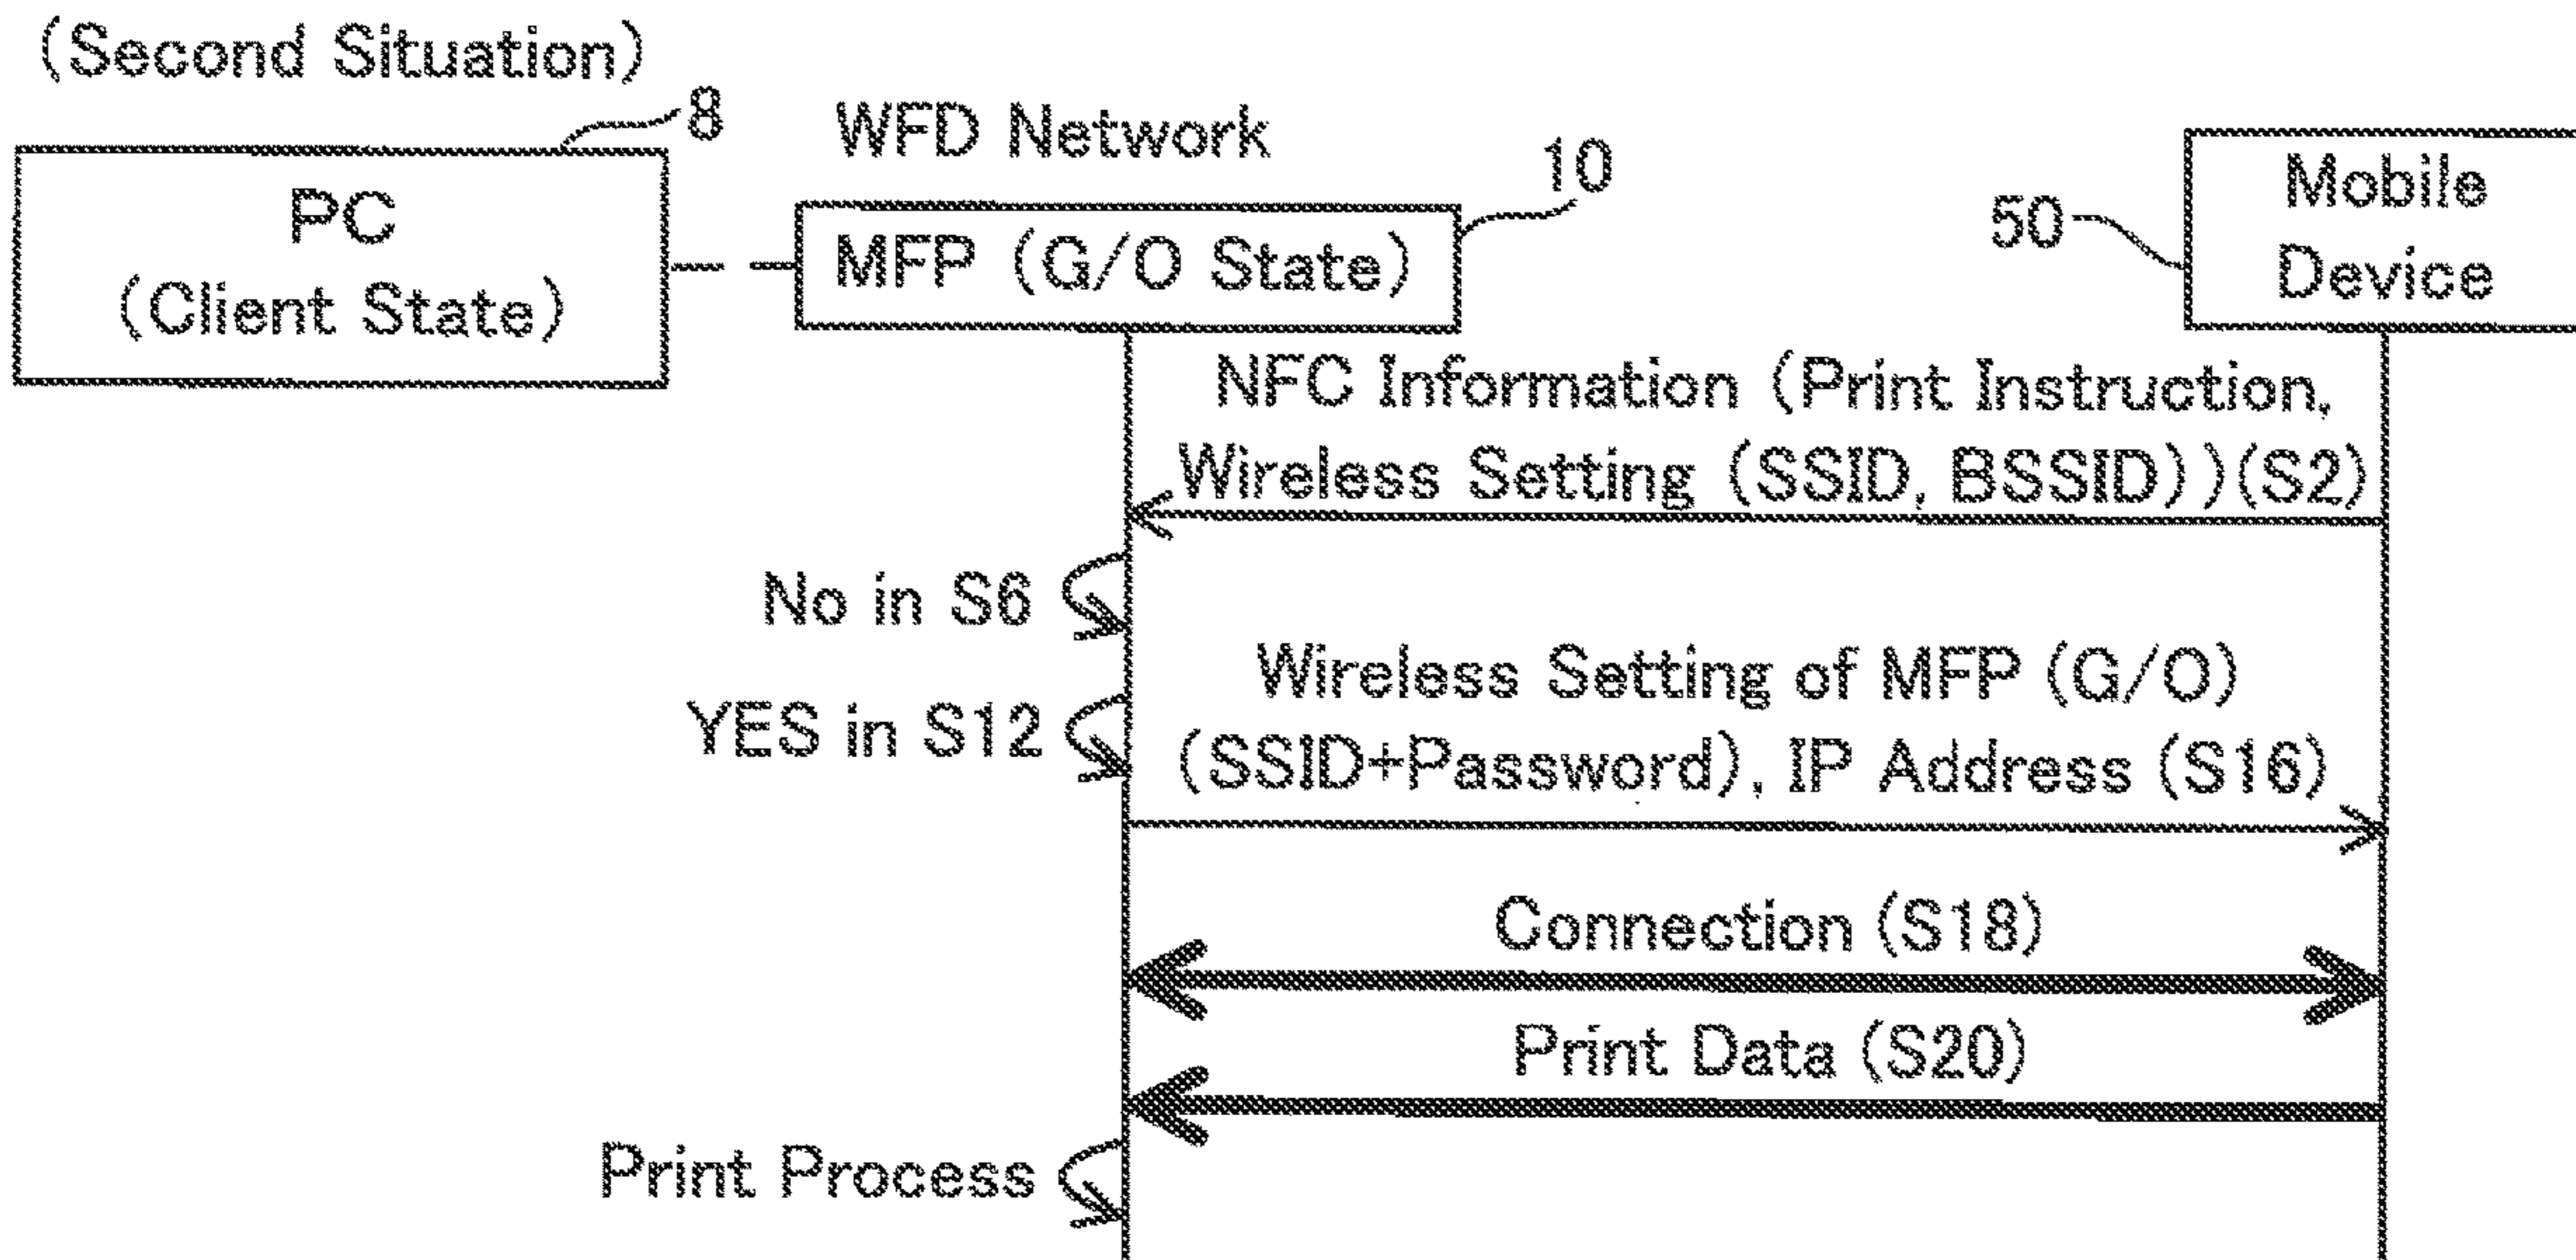 (Second Situation)
8
WFD Network
10
PC
(Client State)
MFP (G/O State)
50
Mobile
Device
NFC Information (Print Instruction,
Wireless Setting (SSID, BSSID))(S2)
No in S6
Wireless Setting of MFP (G/O)
YES in S12
(SSID+Password), IP Address (S16)
Connection (S18)
Print Data (S20)
Print Process